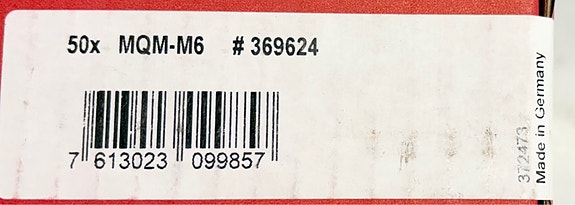 50x MQM-M6 # 369624
7 613023 099857
372473
Made in Germany